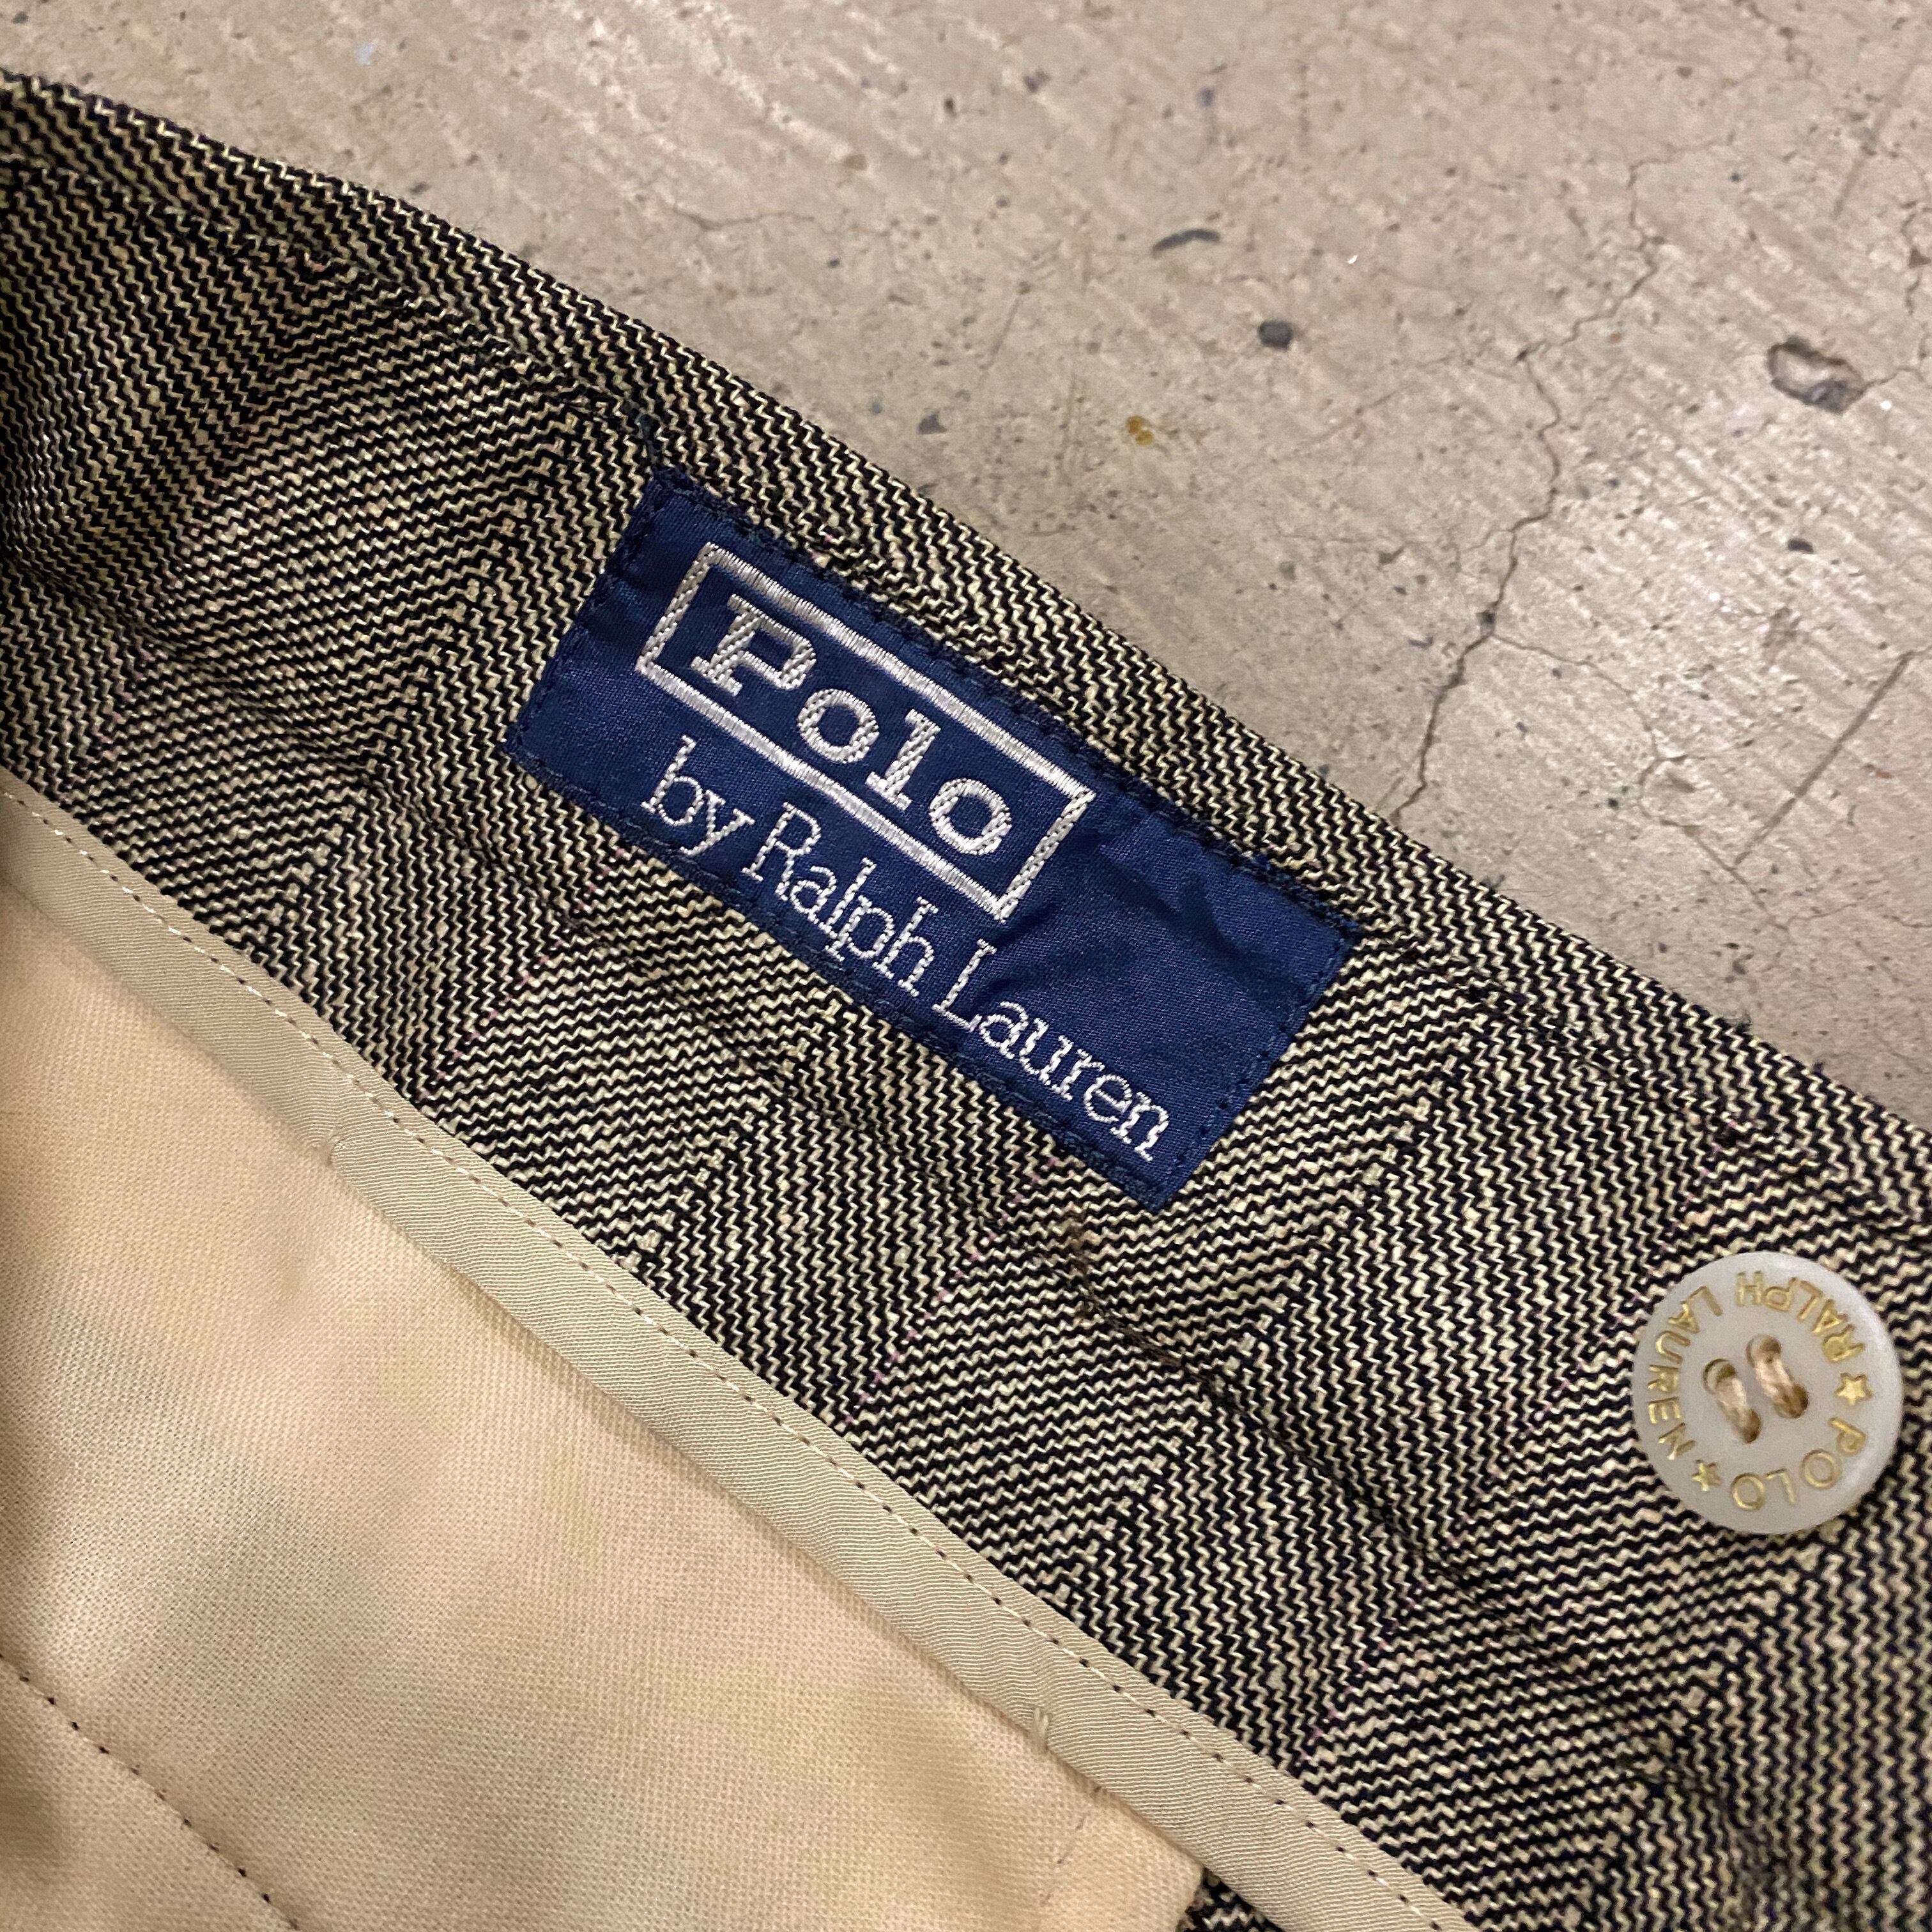 Polo
by Ralph Lauren
★ POLO ★
RALPH LAUREN